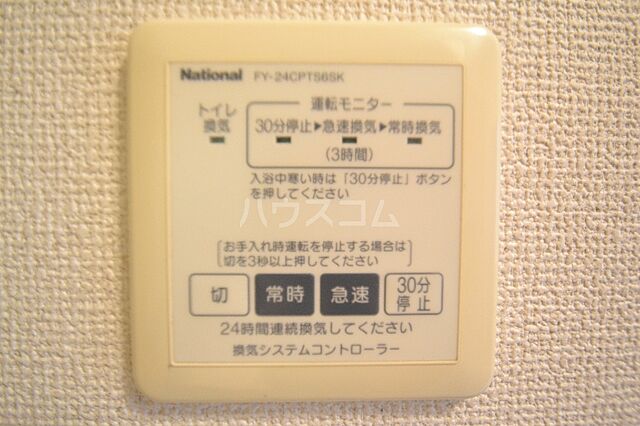 National FY-24CPTS6SK
トイレ
換気
運転モニター
30分停止▶急速換気▶常時換気
(3時間)
入浴中寒い時は「30分停止」ボタン
を押してください
ハウスコム
お手入れ時運転を停止する場合は
切を3秒以上押してください
切 常時 急速 30分
停止
24時間連続換気してください
換気システムコントローラー